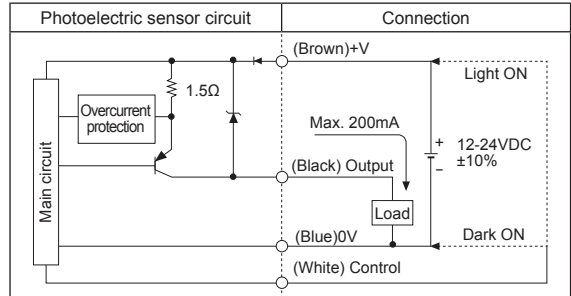 Photoelectric sensor circuit
Connection
(Brown)+V
Light ON
1.5Ω
Overcurrent
protection
Max. 200mA
+
12-24VDC
±10%
−
(Black) Output
Main circuit
Load
(Blue)0V
Dark ON
(White) Control